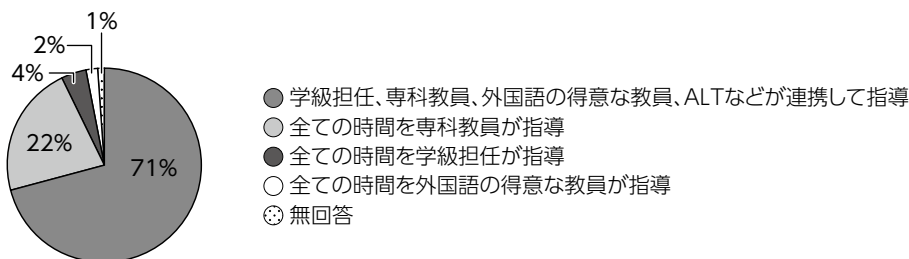 1%
2%
4%
22%
71%
学級担任、専科教員、外国語の得意な教員、ALTなどが連携して指導
全ての時間を専科教員が指導
全ての時間を学級担任が指導
全ての時間を外国語の得意な教員が指導
無回答